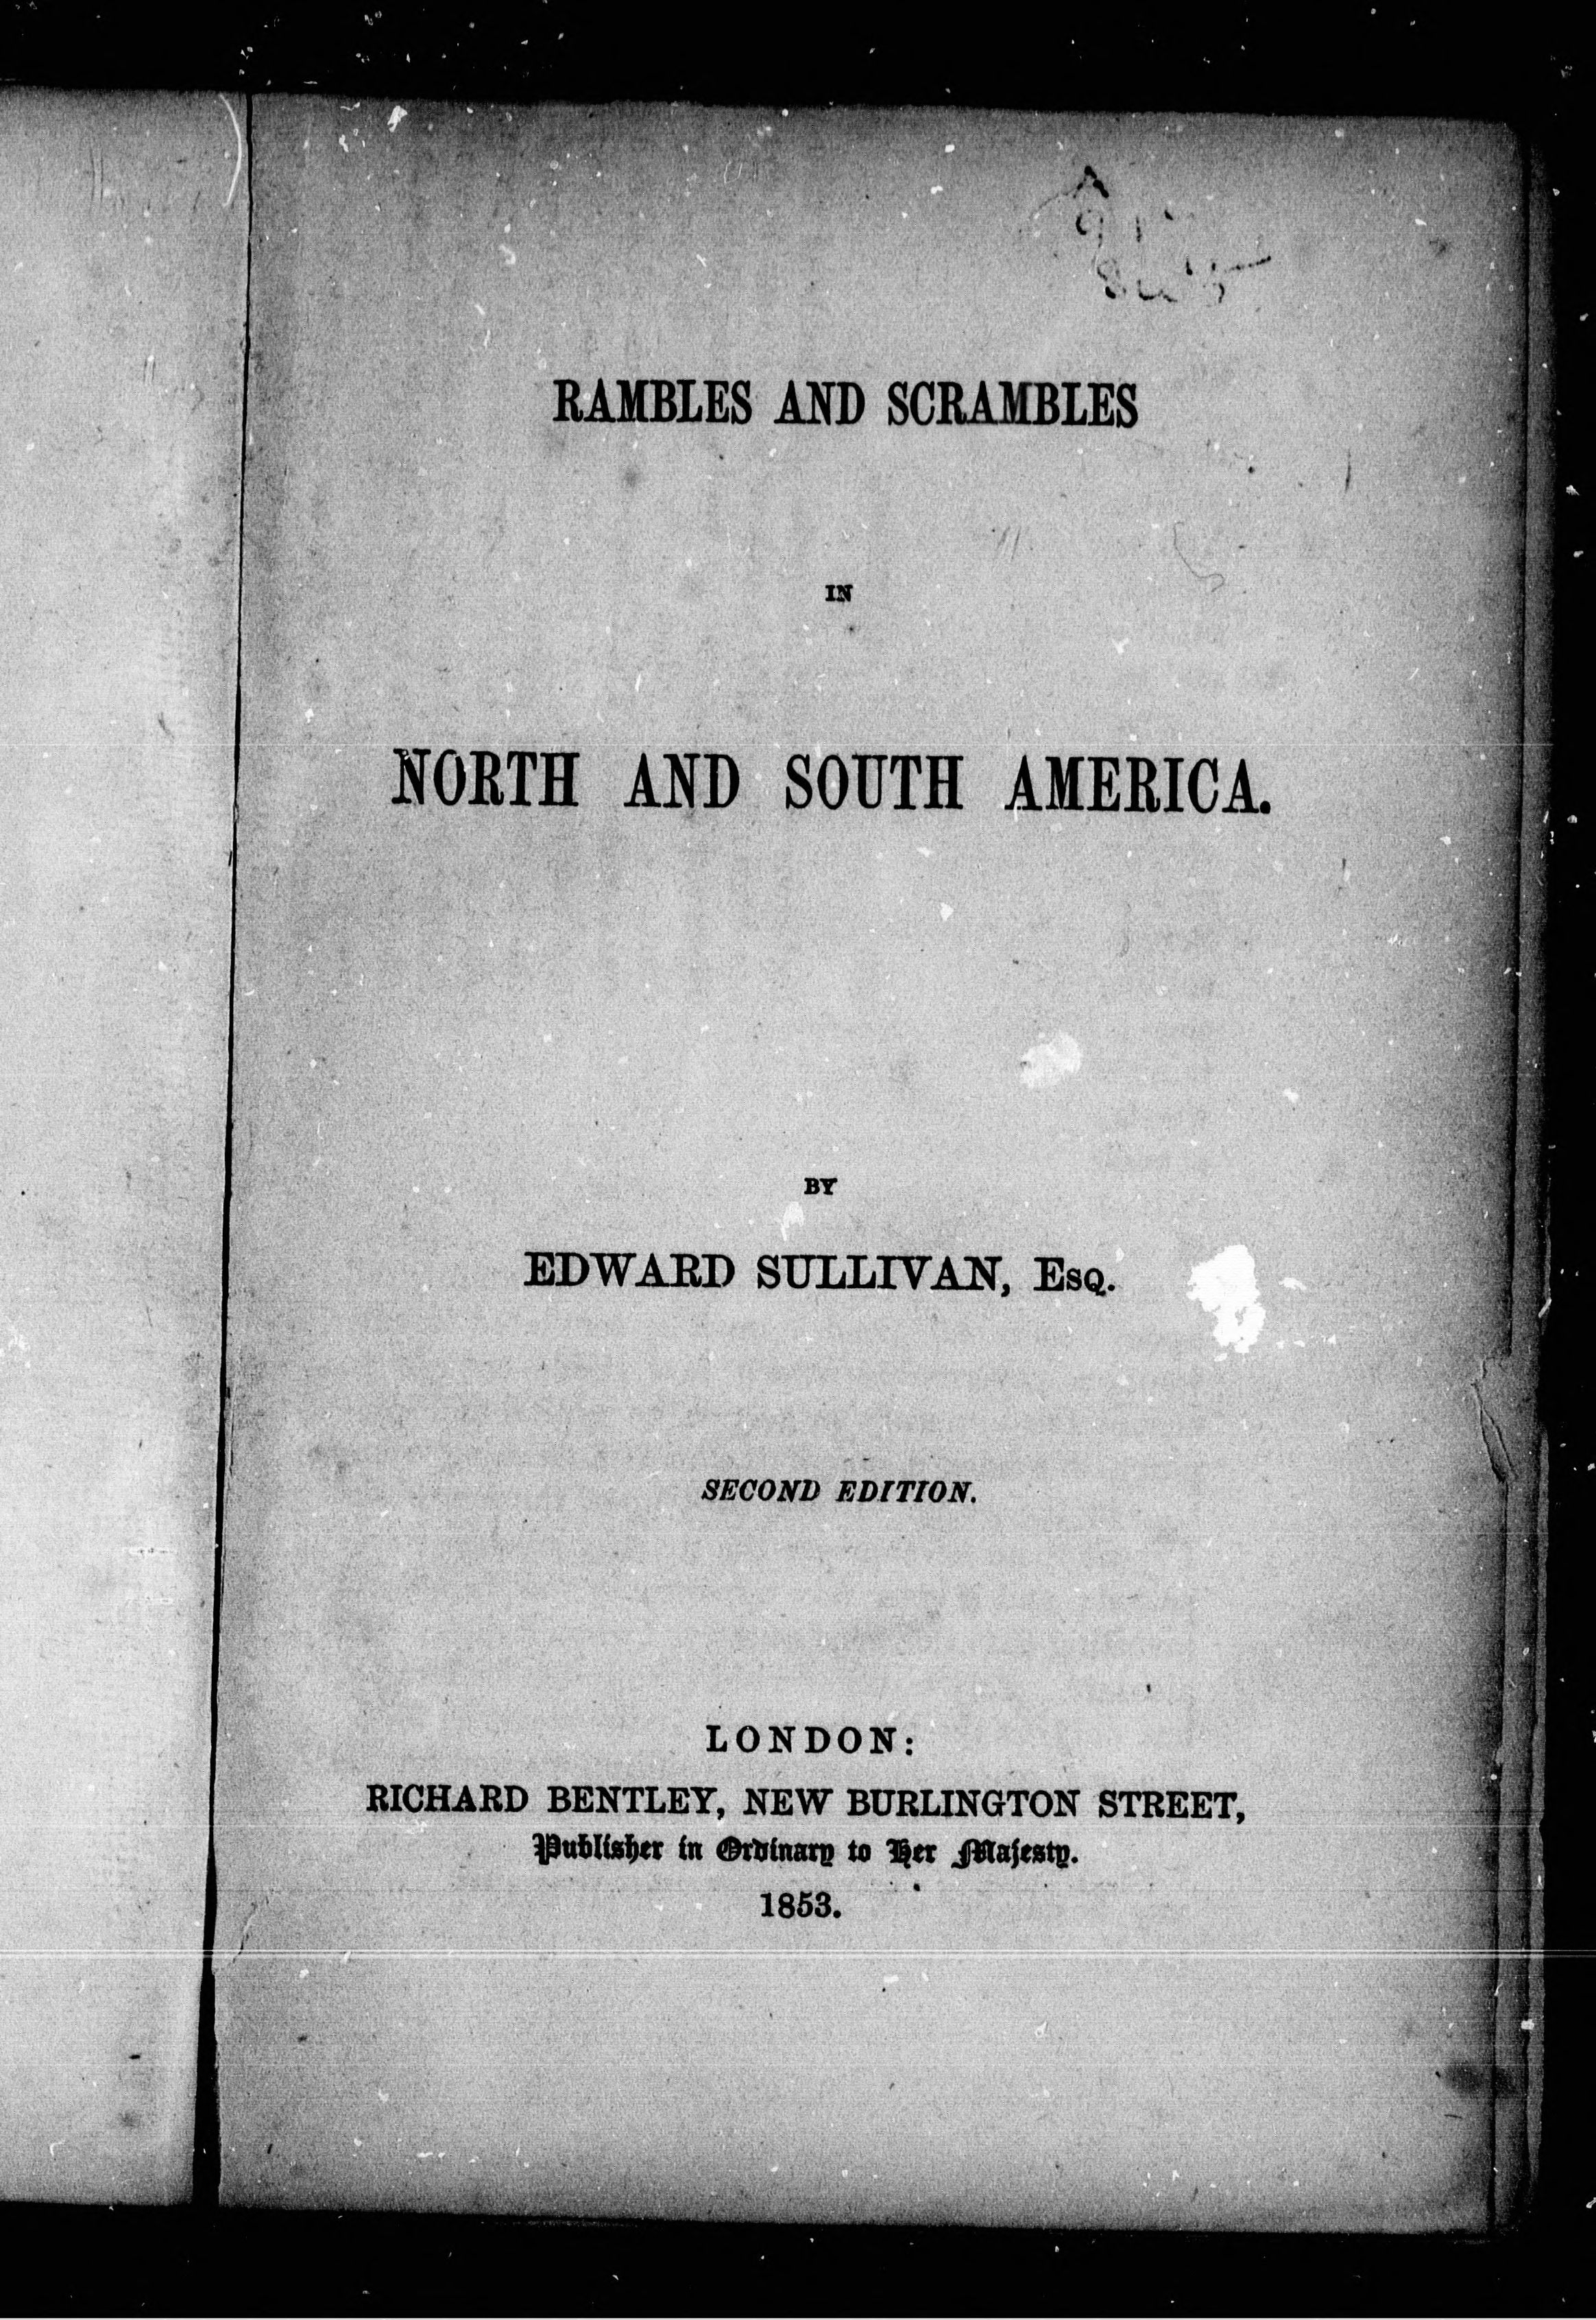 RAMBLES AND SCRAMBLES
IN
NORTH AND SOUTH AMERICA.
BY
EDWARD SULLIVAN, Esq.
SECOND EDITION.
LONDON:
RICHARD BENTLEY, NEW BURLINGTON STREET,
Publisher in Ordinary to Her Majesty.
1853.